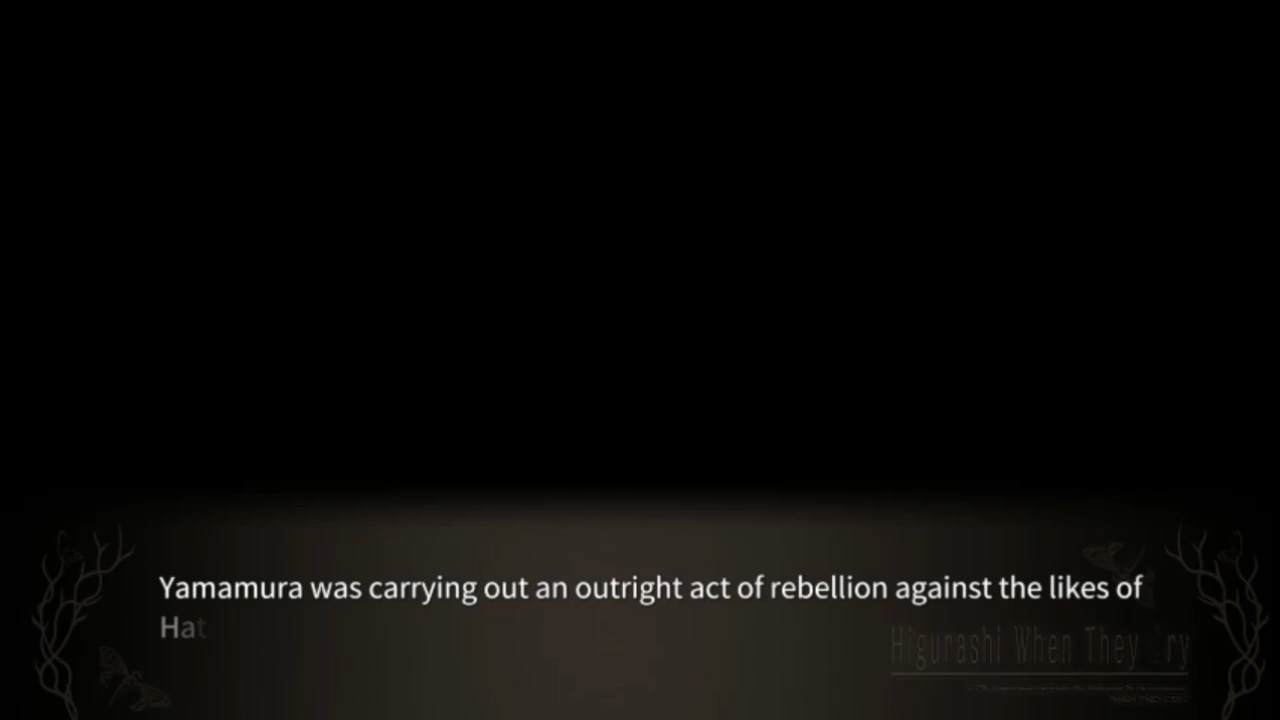 Yamamura was carrying out an outright act of rebellion against the likes of
Hat
Higurashi When They Cry